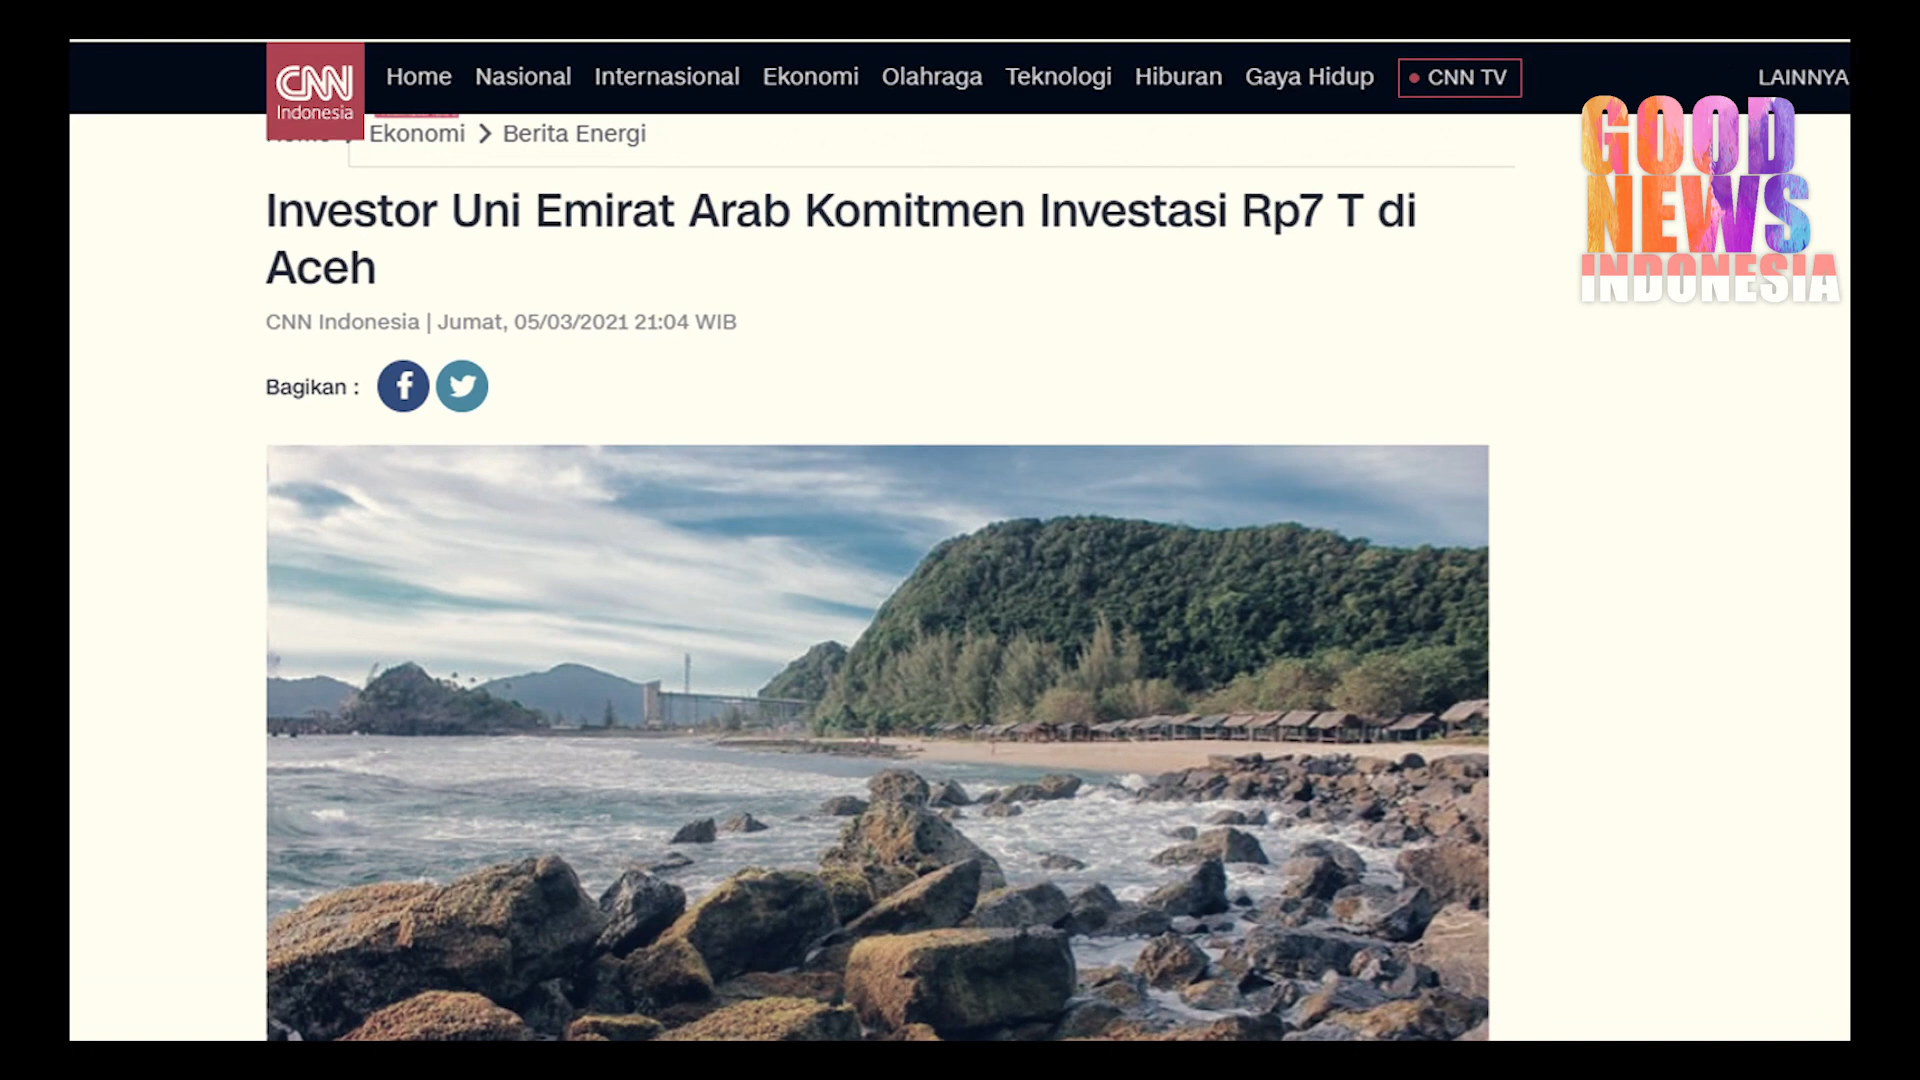 CNN Indonesia
Home Nasional Internasional Ekonomi Olahraga Teknologi Hiburan Gaya Hidup CNN TV LAINNYA
Ekonomi > Berita Energi
GOOD
NEWS
INDONESIA
Investor Uni Emirat Arab Komitmen Investasi Rp7 T di
Aceh
CNN Indonesia | Jumat, 05/03/2021 21:04 WIB
Bagikan :